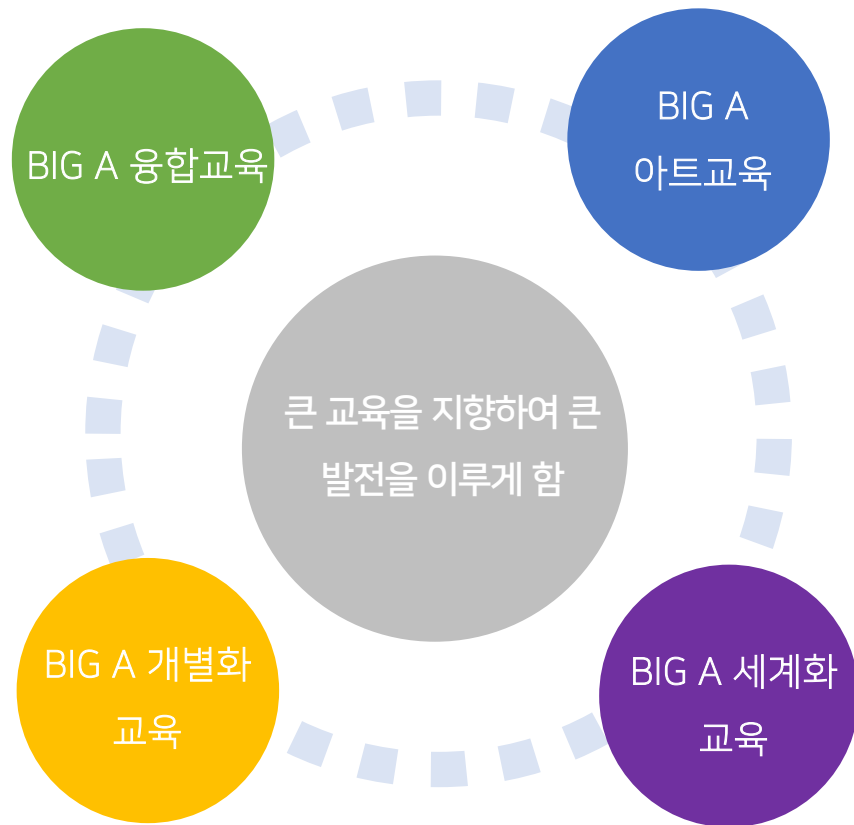 BIG A 융합교육
BIG A
아트교육
큰 교육을 지향하여 큰
발전을 이루게 함
BIG A 개별화
교육
BIG A 세계화
교육